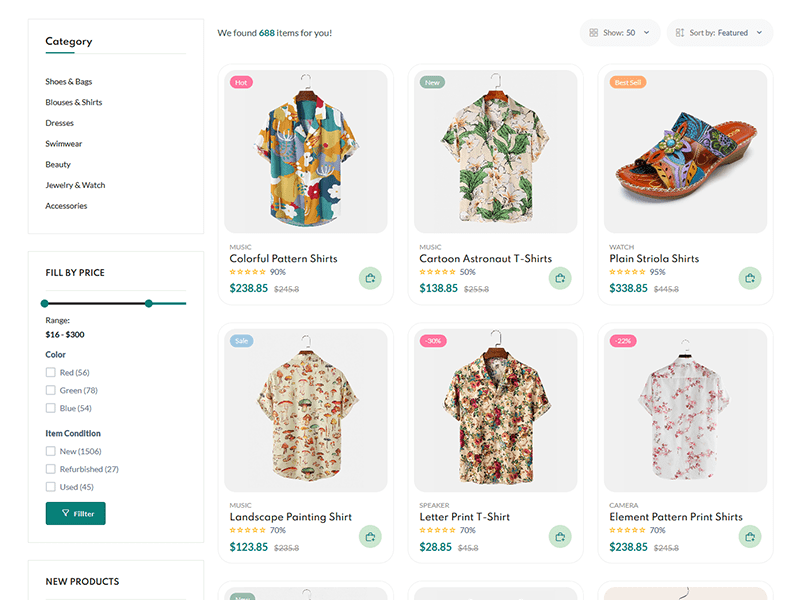 Category
Shoes & Bags
Blouses & Shirts
Dresses
Swimwear
Beauty
Jewelry & Watch
Accessories
FILL BY PRICE
Range:
$16 - $300
Color
Red (56)
Green (78)
Blue (54)
Item Condition
New (1506)
Refurbished (27)
Used (45)
Fillter
NEW PRODUCTS
We found 688 items for you!
Show: 50
Sort by: Featured
Hot
MUSIC
Colorful Pattern Shirts
90%
$238.85 $245.8
New
MUSIC
Cartoon Astronaut T-Shirts
50%
$138.85 $255.8
Best Sell
WATCH
Plain Striola Shirts
95%
$338.85 $445.8
Sale
MUSIC
Landscape Painting Shirt
70%
$123.85 $235.8
-30%
SPEAKER
Letter Print T-Shirt
70%
$28.85 $45.8
-22%
CAMERA
Element Pattern Print Shirts
70%
$238.85 $245.8
New